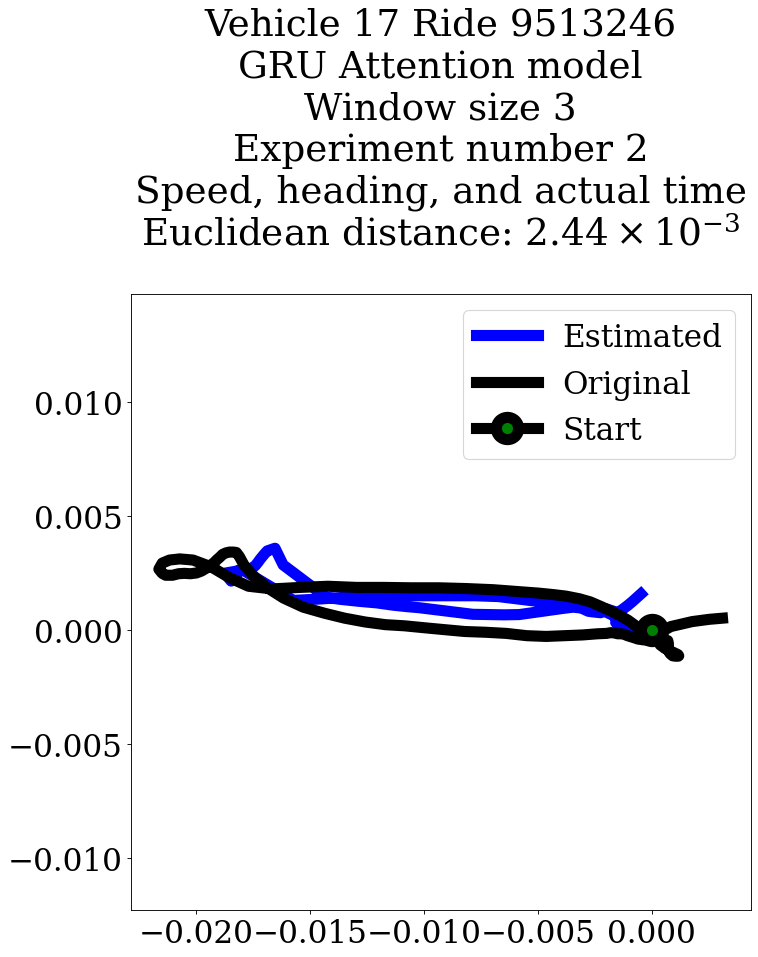 Vehicle 17 Ride 9513246
GRU Attention model
Window size 3
Experiment number 2
Speed, heading, and actual time
Euclidean distance: 2.44 × 10⁻³
Estimated
Original
Start
0.010
0.005
0.000
−0.005
−0.010
−0.020 −0.015 −0.010 −0.005 0.000